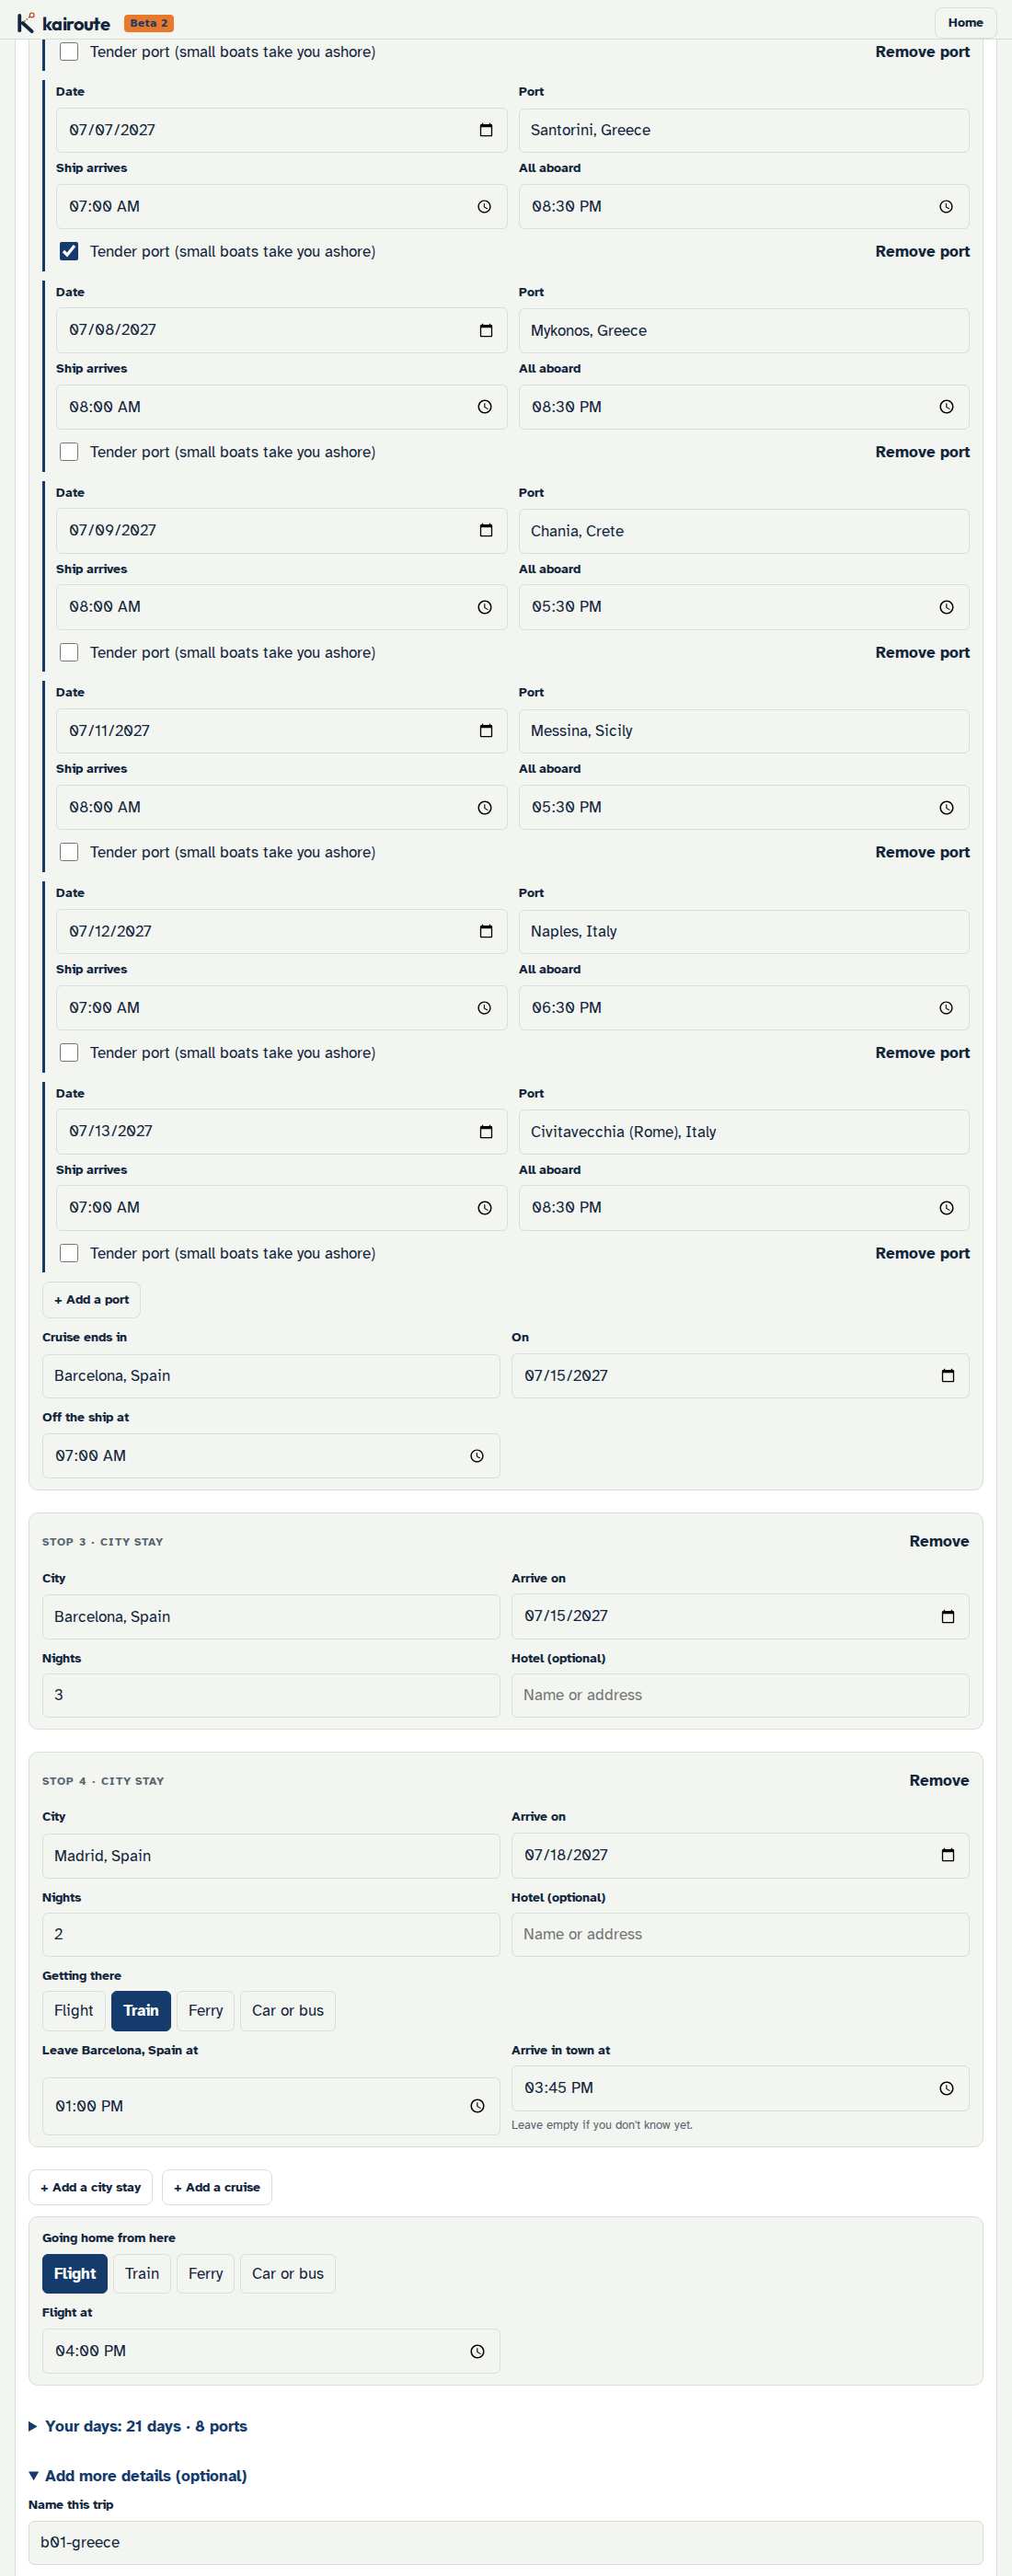 kairoute Beta 2 Home
Tender port (small boats take you ashore) Remove port
Date Port
07/07/2027 Santorini, Greece
Ship arrives All aboard
07:00 AM 08:30 PM
Tender port (small boats take you ashore) Remove port
Date Port
07/08/2027 Mykonos, Greece
Ship arrives All aboard
08:00 AM 08:30 PM
Tender port (small boats take you ashore) Remove port
Date Port
07/09/2027 Chania, Crete
Ship arrives All aboard
08:00 AM 05:30 PM
Tender port (small boats take you ashore) Remove port
Date Port
07/11/2027 Messina, Sicily
Ship arrives All aboard
08:00 AM 05:30 PM
Tender port (small boats take you ashore) Remove port
Date Port
07/12/2027 Naples, Italy
Ship arrives All aboard
07:00 AM 06:30 PM
Tender port (small boats take you ashore) Remove port
Date Port
07/13/2027 Civitavecchia (Rome), Italy
Ship arrives All aboard
07:00 AM 08:30 PM
Tender port (small boats take you ashore) Remove port
+ Add a port
Cruise ends in On
Barcelona, Spain 07/15/2027
Off the ship at
07:00 AM
STOP 3 · CITY STAY Remove
City Arrive on
Barcelona, Spain 07/15/2027
Nights Hotel (optional)
3 Name or address
STOP 4 · CITY STAY Remove
City Arrive on
Madrid, Spain 07/18/2027
Nights Hotel (optional)
2 Name or address
Getting there
Flight Train Ferry Car or bus
Leave Barcelona, Spain at Arrive in town at
01:00 PM 03:45 PM
Leave empty if you don't know yet.
+ Add a city stay + Add a cruise
Going home from here
Flight Train Ferry Car or bus
Flight at
04:00 PM
Your days: 21 days · 8 ports
Add more details (optional)
Name this trip
b01-greece